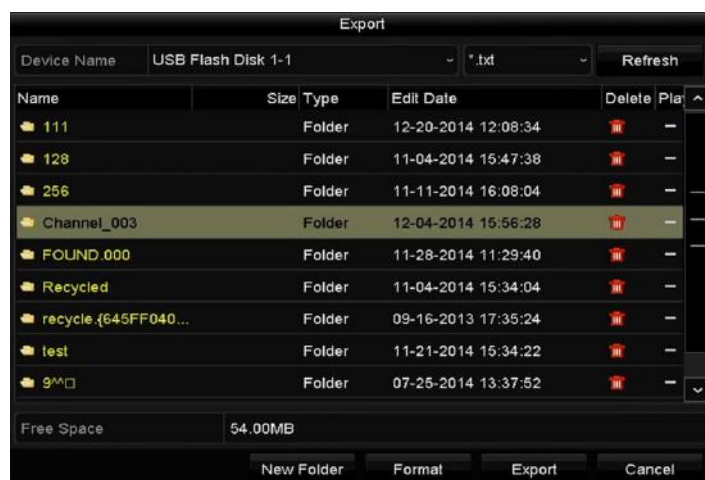 Export
Device Name USB Flash Disk 1-1 *.txt Refresh
Name Size Type Edit Date Delete Play
111 Folder 12-20-2014 12:08:34
128 Folder 11-04-2014 15:47:38
256 Folder 11-11-2014 16:08:04
Channel_003 Folder 12-04-2014 15:56:28
FOUND.000 Folder 11-28-2014 11:29:40
Recycled Folder 11-04-2014 15:34:04
recycle.{645FF040... Folder 09-16-2013 17:35:24
test Folder 11-21-2014 15:34:22
9^^□ Folder 07-25-2014 13:37:52
Free Space 54.00MB
New Folder Format Export Cancel